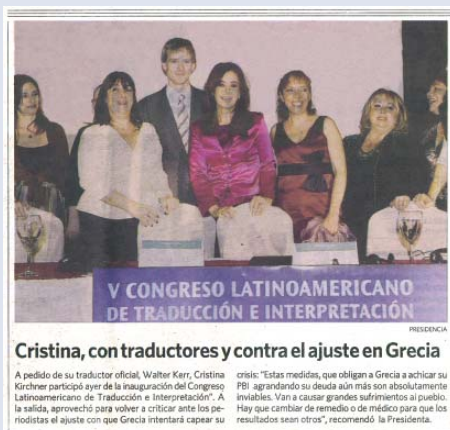 V CONGRESO LATINOAMERICANO
DE TRADUCCIÓN E INTERPRETACIÓN
PRESIDENCIA
Cristina, con traductores y contra el ajuste en Grecia
A pedido de su traductor oficial, Walter Kerr, Cristina
Kirchner participó ayer de la inauguración del Congreso
Latinoamericano de Traducción e Interpretación”. A
la salida, aprovechó para volver a criticar ante los pe-
riodistas el ajuste con que Grecia intentará capear su
crisis: “Estas medidas, que obligan a Grecia a achicar su
PBI agrandando su deuda aún más son absolutamente
inviables. Van a causar grandes sufrimientos al pueblo.
Hay que cambiar de remedio o de médico para que los
resultados sean otros”, recomendó la Presidenta.